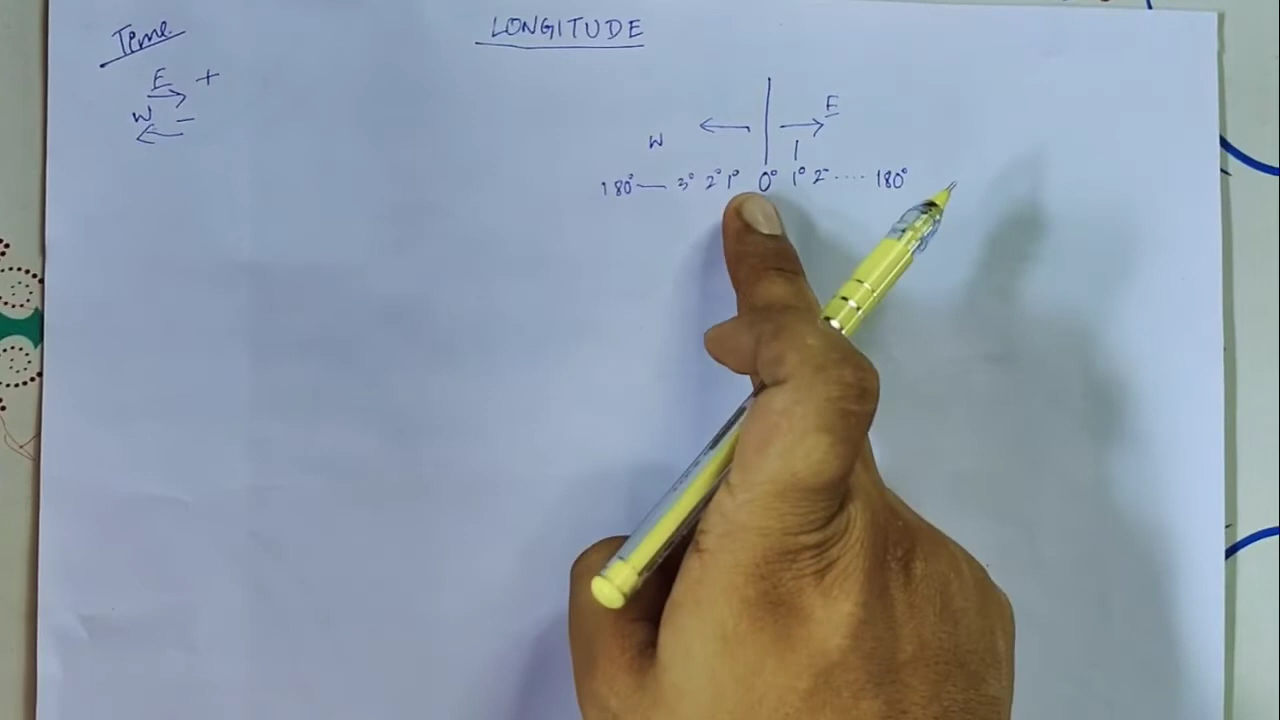 LONGITUDE
Time
E +
W -
E
W
180° — 3° 2° 1° 0° 1° 2° .... 180°